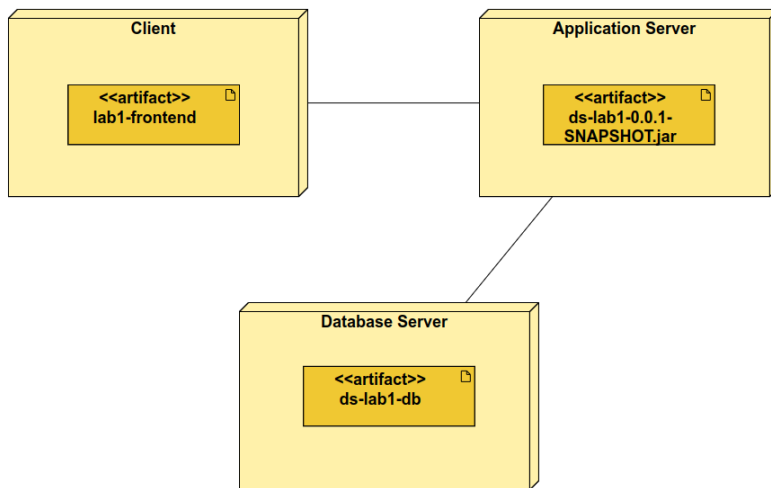 Client
<<artifact>>
lab1-frontend
Application Server
<<artifact>>
ds-lab1-0.0.1-
SNAPSHOT.jar
Database Server
<<artifact>>
ds-lab1-db